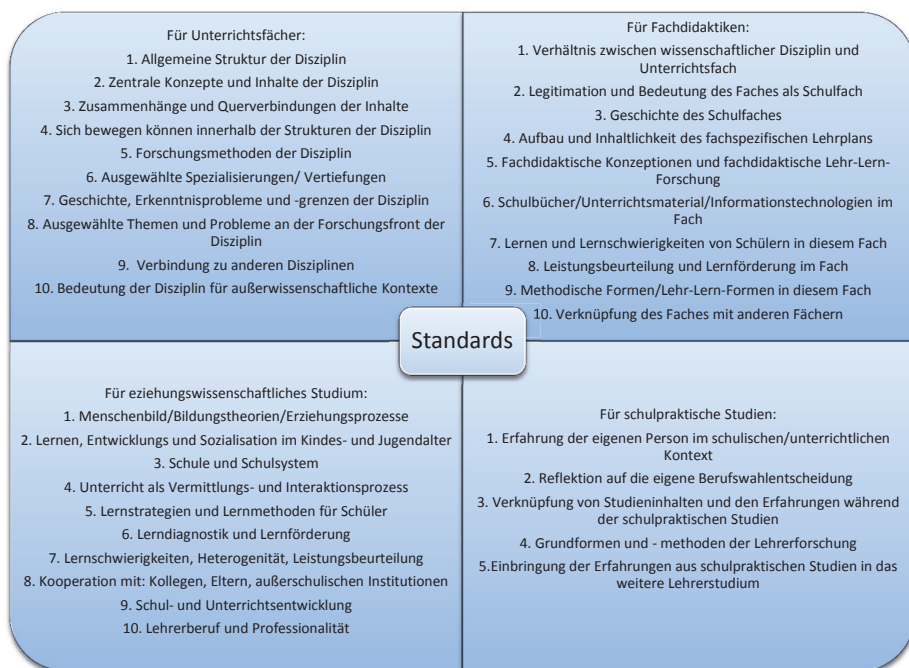 Für Unterrichtsfächer:
1. Allgemeine Struktur der Disziplin
2. Zentrale Konzepte und Inhalte der Disziplin
3. Zusammenhänge und Querverbindungen der Inhalte
4. Sich bewegen können innerhalb der Strukturen der Disziplin
5. Forschungsmethoden der Disziplin
6. Ausgewählte Spezialisierungen/ Vertiefungen
7. Geschichte, Erkenntnisprobleme und -grenzen der Disziplin
8. Ausgewählte Themen und Probleme an der Forschungsfront der
Disziplin
9. Verbindung zu anderen Disziplinen
10. Bedeutung der Disziplin für außerwissenschaftliche Kontexte
Für Fachdidaktiken:
1. Verhältnis zwischen wissenschaftlicher Disziplin und
Unterrichtsfach
2. Legitimation und Bedeutung des Faches als Schulfach
3. Geschichte des Schulfaches
4. Aufbau und Inhaltlichkeit des fachspezifischen Lehrplans
5. Fachdidaktische Konzeptionen und fachdidaktische Lehr-Lern-
Forschung
6. Schulbücher/Unterrichtsmaterial/Informationstechnologien im
Fach
7. Lernen und Lernschwierigkeiten von Schülern in diesem Fach
8. Leistungsbeurteilung und Lernförderung im Fach
9. Methodische Formen/Lehr-Lern-Formen in diesem Fach
10. Verknüpfung des Faches mit anderen Fächern
Standards
Für eziehungswissenschaftliches Studium:
1. Menschenbild/Bildungstheorien/Erziehungsprozesse
2. Lernen, Entwicklungs und Sozialisation im Kindes- und Jugendalter
3. Schule und Schulsystem
4. Unterricht als Vermittlungs- und Interaktionsprozess
5. Lernstrategien und Lernmethoden für Schüler
6. Lerndiagnostik und Lernförderung
7. Lernschwierigkeiten, Heterogenität, Leistungsbeurteilung
8. Kooperation mit: Kollegen, Eltern, außerschulischen Institutionen
9. Schul- und Unterrichtsentwicklung
10. Lehrerberuf und Professionalität
Für schulpraktische Studien:
1. Erfahrung der eigenen Person im schulischen/unterrichtlichen
Kontext
2. Reflektion auf die eigene Berufswahlentscheidung
3. Verknüpfung von Studieninhalten und den Erfahrungen während
der schulpraktischen Studien
4. Grundformen und - methoden der Lehrerforschung
5.Einbringung der Erfahrungen aus schulpraktischen Studien in das
weitere Lehrerstudium